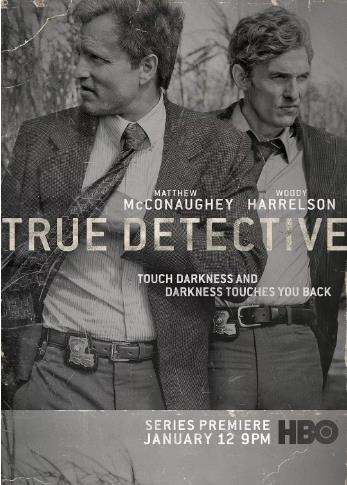 MATTHEW
McCONAUGHEY
WOODY
HARRELSON
TRUE DETECTIVE
TOUCH DARKNESS AND
DARKNESS TOUCHES YOU BACK
SERIES PREMIERE
JANUARY 12 9PM
HBO